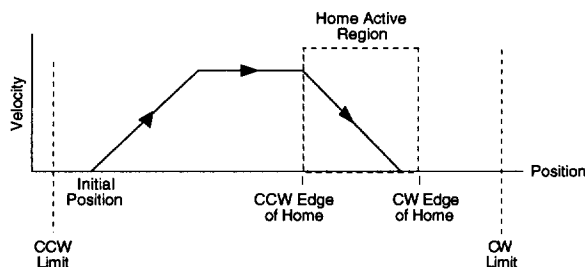 Home Active
Region
Velocity
Position
Initial
Position
CCW Edge
of Home
CW Edge
of Home
CCW
Limit
CW
Limit